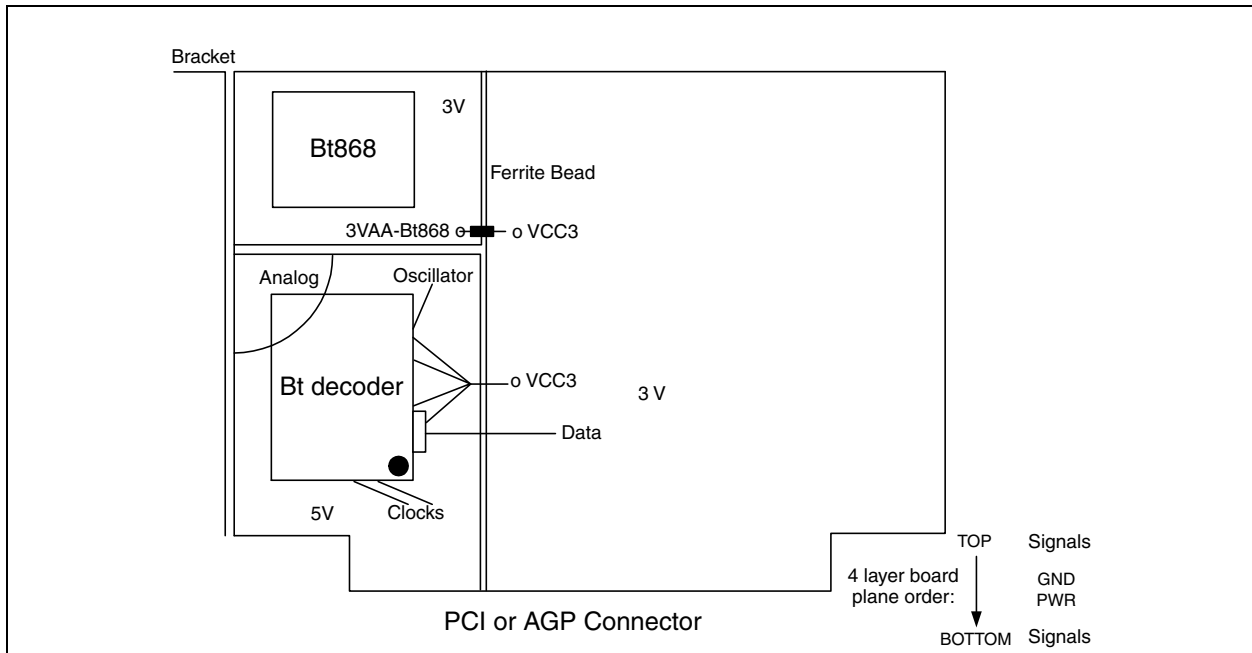 Bracket
3V
Bt868
Ferrite Bead
3VAA-Bt868 o
o VCC3
Analog
Oscillator
Bt decoder
o VCC3
3 V
Data
5V
Clocks
PCI or AGP Connector
TOP Signals
4 layer board
plane order:
GND
PWR
BOTTOM Signals